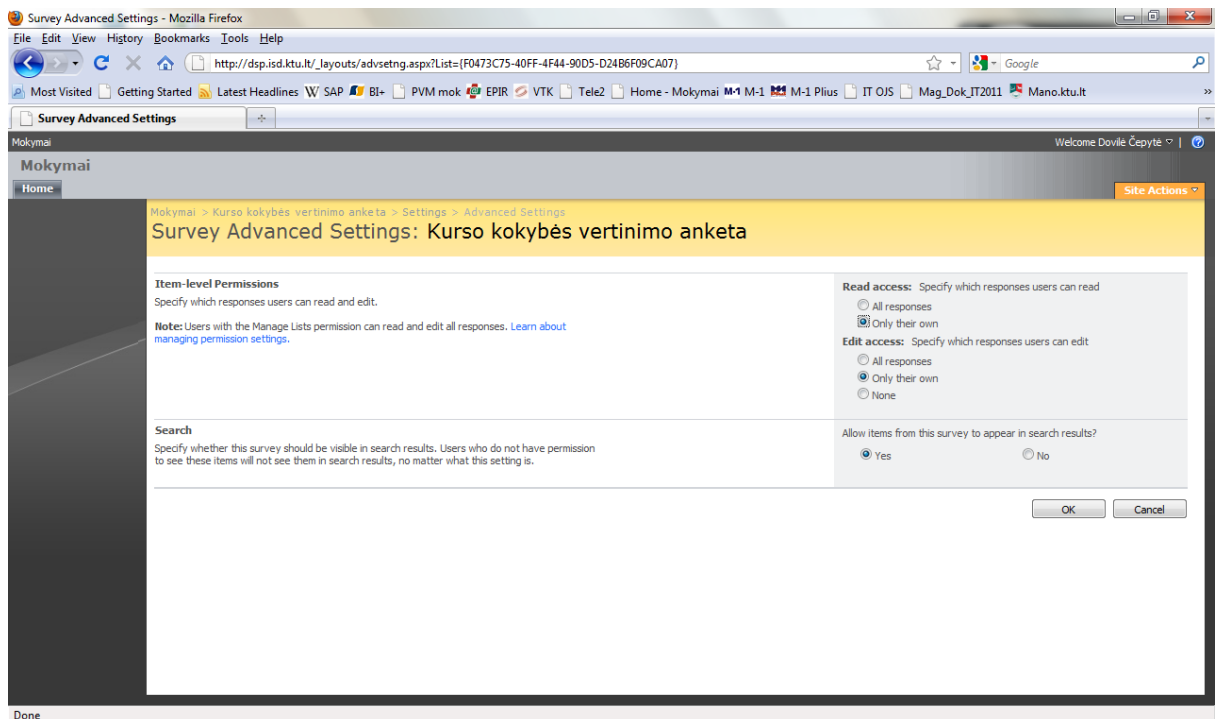 Survey Advanced Settings - Mozilla Firefox
File Edit View History Bookmarks Tools Help
http://dsp.isd.ktu.lt/_layouts/advsetng.aspx?List={F0473C75-40FF-4F44-90D5-D24B6F09CA07} Google
Most Visited Getting Started Latest Headlines W SAP BI+ PVM mok EPIR VTK Tele2 Home - Mokymai M-1 M-1 M-1 Plius IT OJS Mag_Dok_IT2011 Mano.ktu.lt »
Survey Advanced Settings
Mokymai Welcome Dovilė Čepytė |
Mokymai
Home Site Actions
Mokymai > Kurso kokybės vertinimo anketa > Settings > Advanced Settings
Survey Advanced Settings: Kurso kokybės vertinimo anketa
Item-level Permissions
Specify which responses users can read and edit.
Note: Users with the Manage Lists permission can read and edit all responses. Learn about
managing permission settings.
Read access: Specify which responses users can read
All responses
Only their own
Edit access: Specify which responses users can edit
All responses
Only their own
None
Search
Specify whether this survey should be visible in search results. Users who do not have permission
to see these items will not see them in search results, no matter what this setting is.
Allow items from this survey to appear in search results?
Yes No
OK Cancel
Done